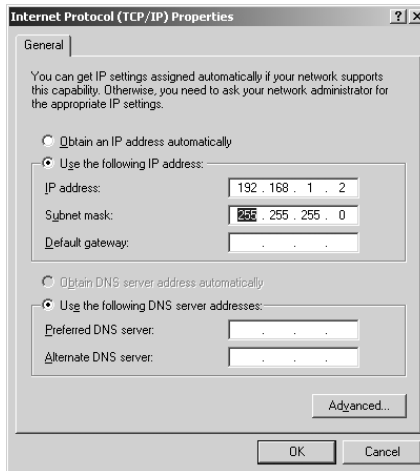 Internet Protocol (TCP/IP) Properties
General
You can get IP settings assigned automatically if your network supports
this capability. Otherwise, you need to ask your network administrator for
the appropriate IP settings.
Obtain an IP address automatically
Use the following IP address:
IP address: 192 . 168 . 1 . 2
Subnet mask: 255 . 255 . 255 . 0
Default gateway: . . .
Obtain DNS server address automatically
Use the following DNS server addresses:
Preferred DNS server: . . .
Alternate DNS server: . . .
Advanced...
OK Cancel